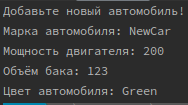 Добавьте новый автомобиль!
Марка автомобиля: NewCar
Мощность двигателя: 200
Объём бака: 123
Цвет автомобиля: Green